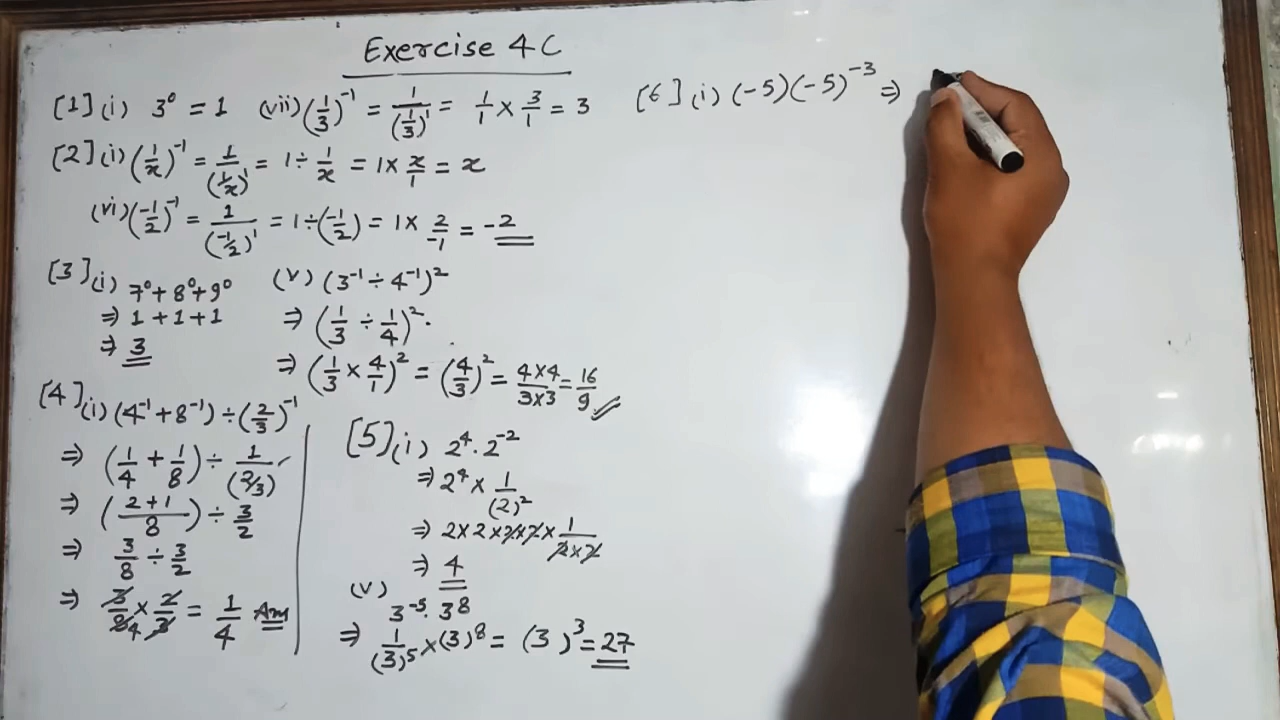 Exercise 4C
[1] (i) 3⁰ = 1 (vii) (1/3)⁻¹ = 1/(1/3)¹ = 1/1 × 3/1 = 3
[2] (i) (1/x)⁻¹ = 1/(1/x)¹ = 1 ÷ 1/x = 1 × x/1 = x
(vi) (-1/2)⁻¹ = 1/(-1/2)¹ = 1 ÷ (-1/2) = 1 × 2/-1 = -2
[3] (i) 7⁰ + 8⁰ + 9⁰
⇒ 1 + 1 + 1
⇒ 3
(v) (3⁻¹ ÷ 4⁻¹)²
⇒ (1/3 ÷ 1/4)².
⇒ (1/3 × 4/1)² = (4/3)² = 4×4/3×3 = 16/9
[4] (i) (4⁻¹ + 8⁻¹) ÷ (2/3)⁻¹
⇒ (1/4 + 1/8) ÷ 1/(2/3)
⇒ (2+1/8) ÷ 3/2
⇒ 3/8 ÷ 3/2
⇒ 3/8 4 × 2/3 = 1/4 Ans
[5] (i) 2⁴ . 2⁻²
⇒ 2⁴ × 1/(2)²
⇒ 2×2×2×2 × 1/2×2
⇒ 4
(v)
3⁻⁵ . 3⁸
⇒ 1/(3)⁵ × (3)⁸ = (3)³ = 27
[6] (i) (-5)(-5)⁻³ ⇒